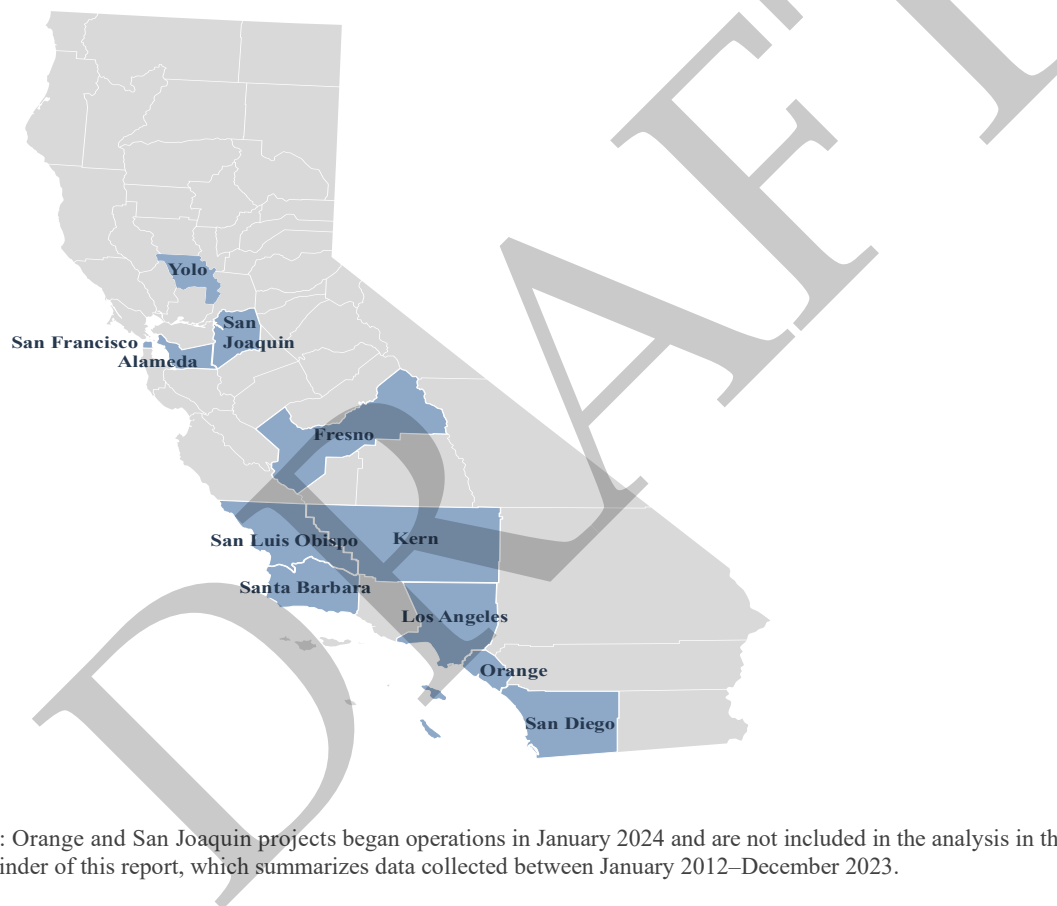 Yolo
San
Joaquin
San Francisco
Alameda
Fresno
San Luis Obispo
Kern
Santa Barbara
Los Angeles
Orange
San Diego
DRAFT
: Orange and San Joaquin projects began operations in January 2024 and are not included in the analysis in th
inder of this report, which summarizes data collected between January 2012–December 2023.